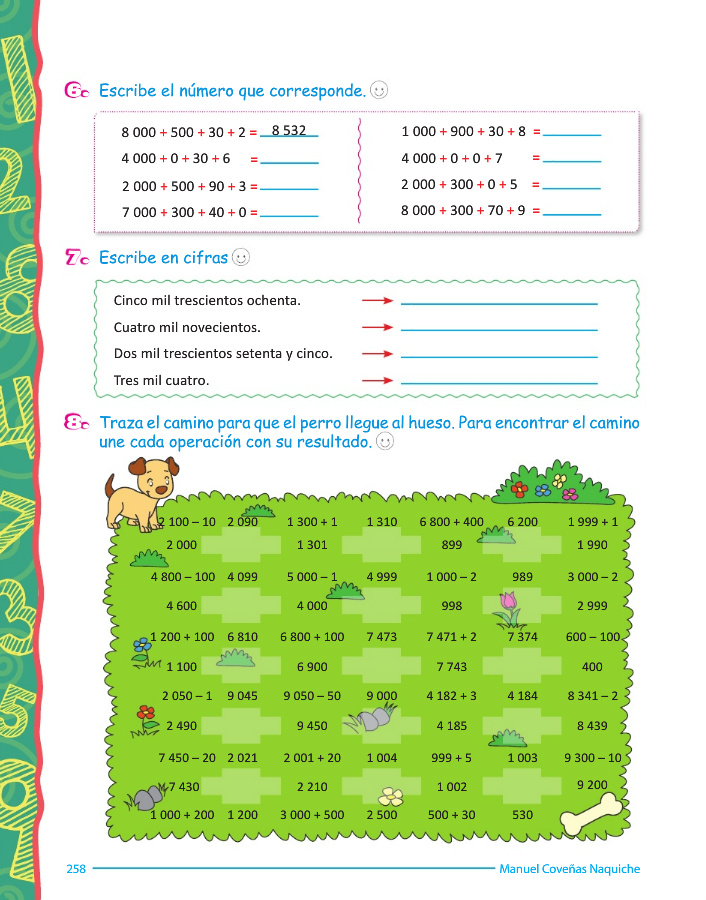 6. Escribe el número que corresponde.
8 000 + 500 + 30 + 2 = 8 532
4 000 + 0 + 30 + 6 =
2 000 + 500 + 90 + 3 =
7 000 + 300 + 40 + 0 =
1 000 + 900 + 30 + 8 =
4 000 + 0 + 0 + 7 =
2 000 + 300 + 0 + 5 =
8 000 + 300 + 70 + 9 =
7. Escribe en cifras
Cinco mil trescientos ochenta.
Cuatro mil novecientos.
Dos mil trescientos setenta y cinco.
Tres mil cuatro.
8. Traza el camino para que el perro llegue al hueso. Para encontrar el camino
une cada operación con su resultado.
2 100 – 10 2 090 1 300 + 1 1 310 6 800 + 400 6 200 1 999 + 1
2 000 1 301 899 1 990
4 800 – 100 4 099 5 000 – 1 4 999 1 000 – 2 989 3 000 – 2
4 600 4 000 998 2 999
1 200 + 100 6 810 6 800 + 100 7 473 7 471 + 2 7 374 600 – 100
1 100 6 900 7 743 400
2 050 – 1 9 045 9 050 – 50 9 000 4 182 + 3 4 184 8 341 – 2
2 490 9 450 4 185 8 439
7 450 – 20 2 021 2 001 + 20 1 004 999 + 5 1 003 9 300 – 10
7 430 2 210 1 002 9 200
1 000 + 200 1 200 3 000 + 500 2 500 500 + 30 530
258 Manuel Coveñas Naquiche